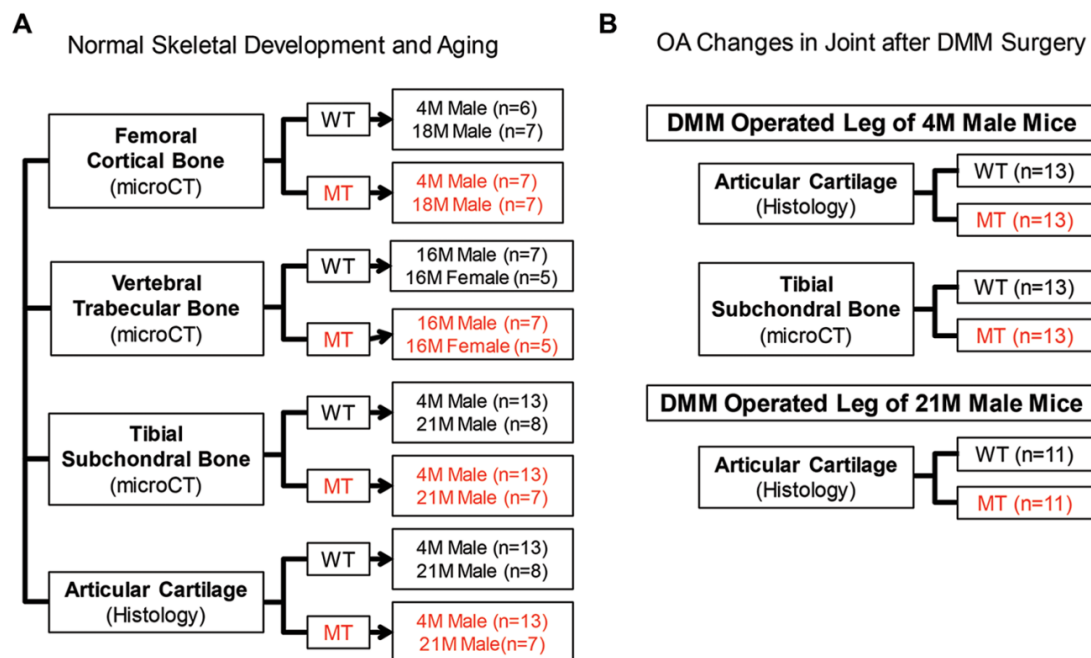 A
Normal Skeletal Development and Aging
Femoral
Cortical Bone
(microCT)
WT
4M Male (n=6)
18M Male (n=7)
MT
4M Male (n=7)
18M Male (n=7)
Vertebral
Trabecular Bone
(microCT)
WT
16M Male (n=7)
16M Female (n=5)
MT
16M Male (n=7)
16M Female (n=5)
Tibial
Subchondral Bone
(microCT)
WT
4M Male (n=13)
21M Male (n=8)
MT
4M Male (n=13)
21M Male (n=7)
Articular Cartilage
(Histology)
WT
4M Male (n=13)
21M Male (n=8)
MT
4M Male (n=13)
21M Male(n=7)
B
OA Changes in Joint after DMM Surgery
DMM Operated Leg of 4M Male Mice
Articular Cartilage
(Histology)
WT (n=13)
MT (n=13)
Tibial
Subchondral Bone
(microCT)
WT (n=13)
MT (n=13)
DMM Operated Leg of 21M Male Mice
Articular Cartilage
(Histology)
WT (n=11)
MT (n=11)